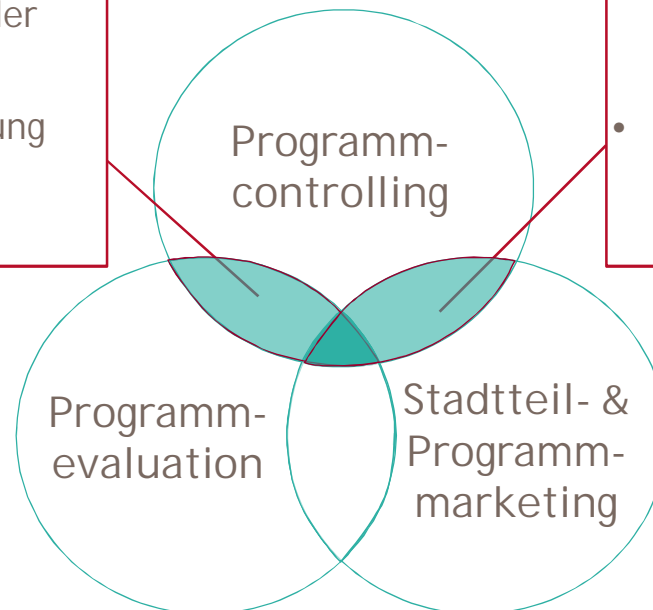 Programm-
controlling
Programm-
evaluation
Stadtteil- &
Programm-
marketing